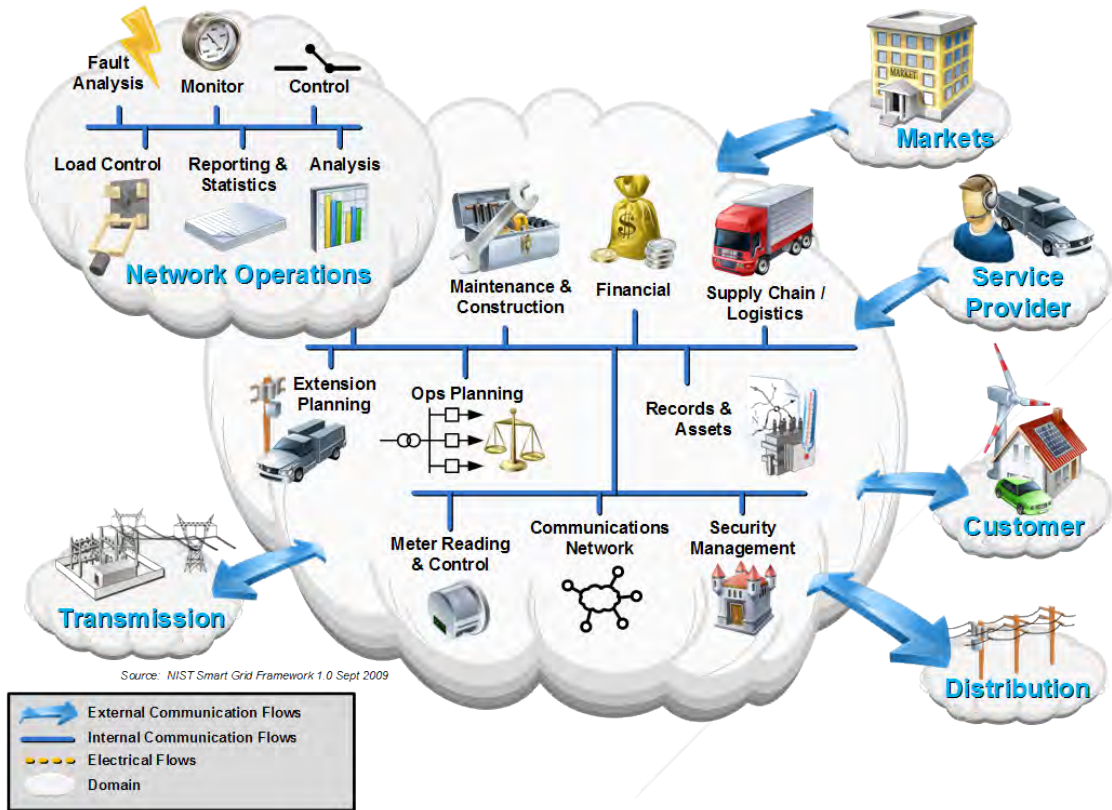 Fault
Analysis
Monitor
Control
Load Control
Reporting &
Statistics
Analysis
Network Operations
MARKET
Markets
Service
Provider
Maintenance &
Construction
Financial
$
Supply Chain /
Logistics
Extension
Planning
Ops Planning
Records &
Assets
Customer
Meter Reading
& Control
Communications
Network
Security
Management
Transmission
Distribution
Source: NIST Smart Grid Framework 1.0 Sept 2009
External Communication Flows
Internal Communication Flows
Electrical Flows
Domain